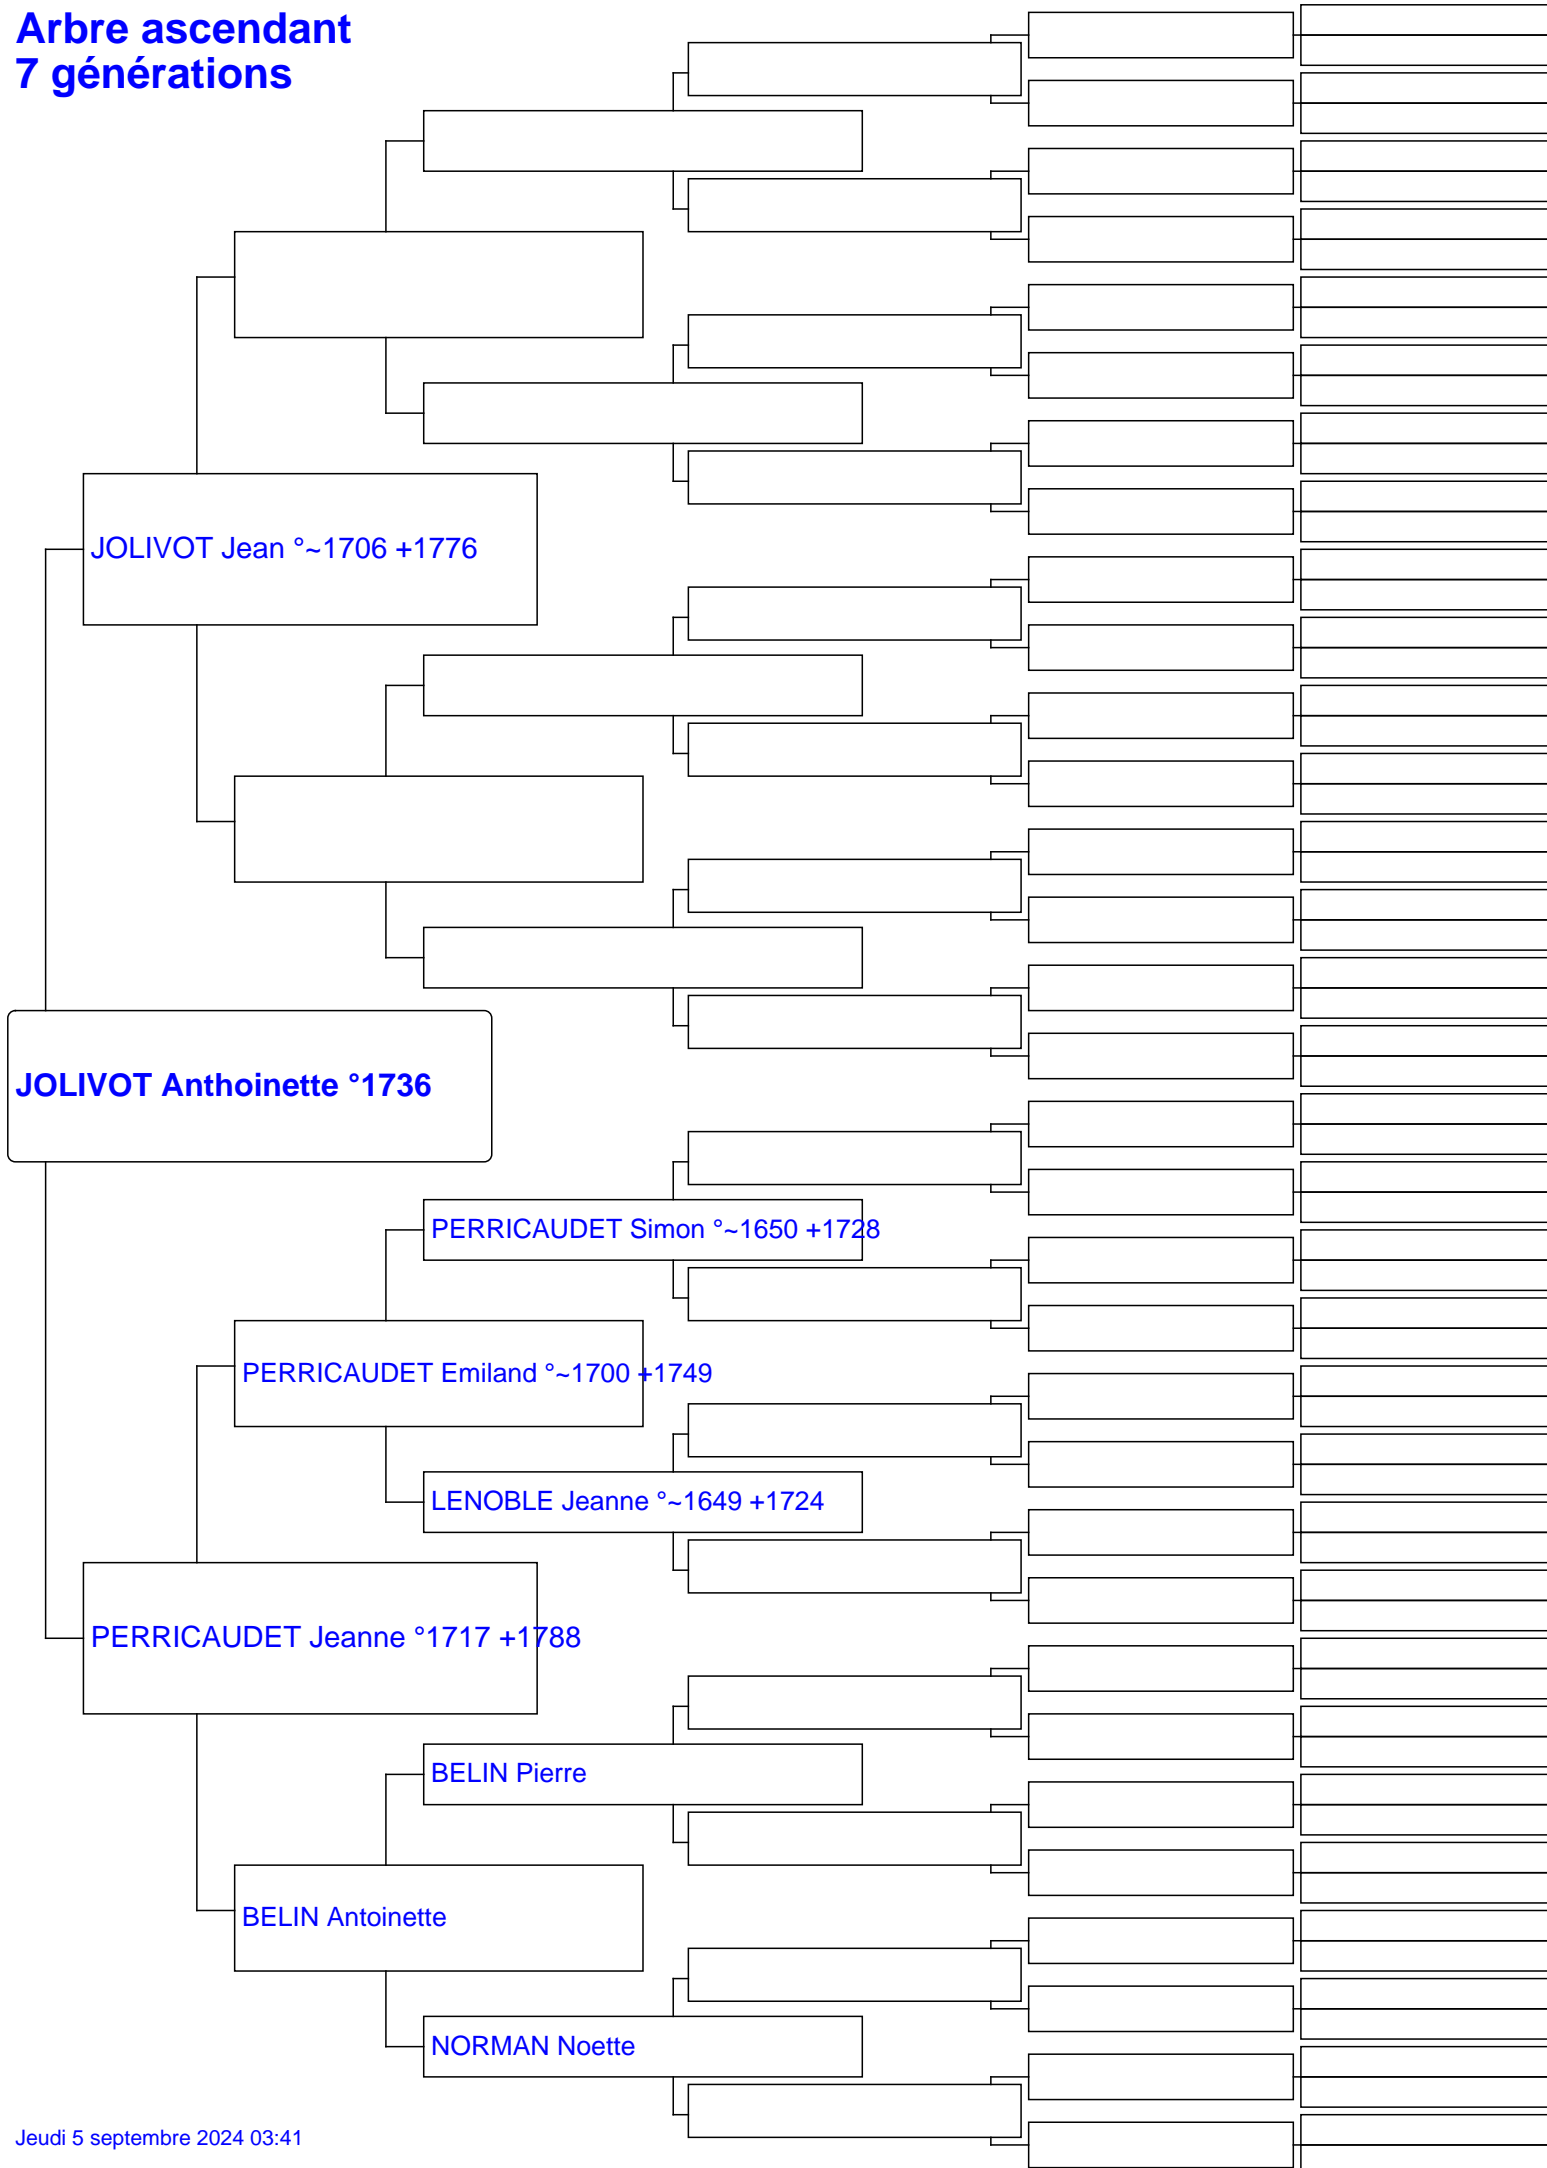 Arbre ascendant
7 générations
JOLIVOT Jean °~1706 +1776
JOLIVOT Anthoinette °1736
PERRICAUDET Simon °~1650 +1728
PERRICAUDET Emiland °~1700 +1749
LENOBLE Jeanne °~1649 +1724
PERRICAUDET Jeanne °1717 +1788
BELIN Pierre
BELIN Antoinette
NORMAN Noette
Jeudi 5 septembre 2024 03:41